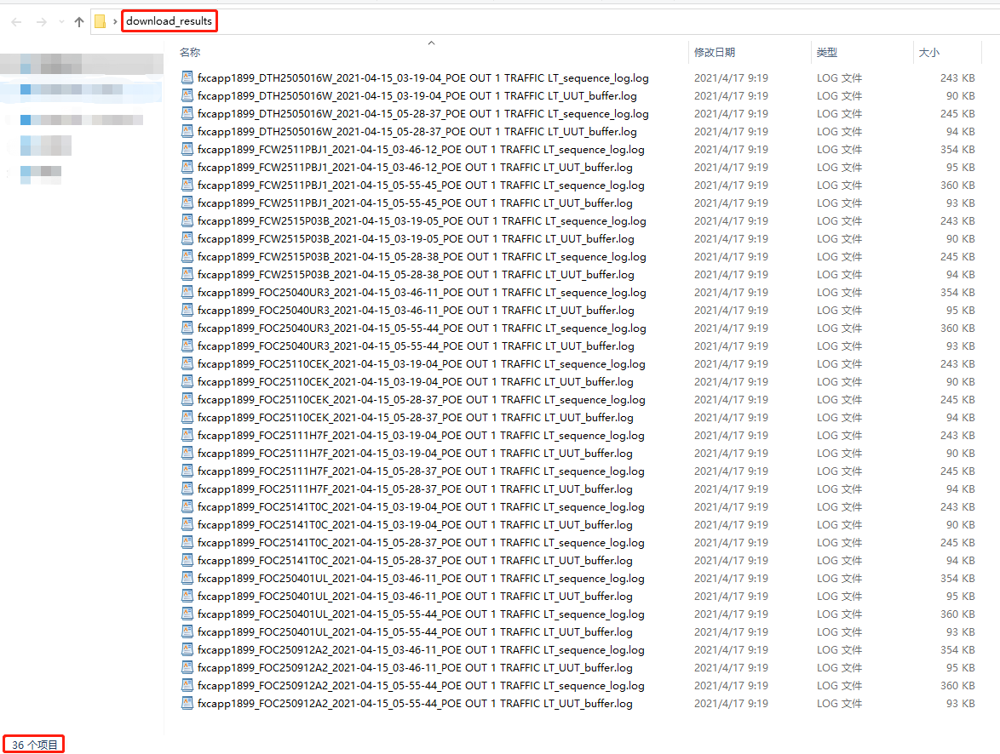 download_results
名称 修改日期 类型 大小
fxcapp1899_DTH2505016W_2021-04-15_03-19-04_POE OUT 1 TRAFFIC LT_sequence_log.log 2021/4/17 9:19 LOG 文件 243 KB
fxcapp1899_DTH2505016W_2021-04-15_03-19-04_POE OUT 1 TRAFFIC LT_UUT_buffer.log 2021/4/17 9:19 LOG 文件 90 KB
fxcapp1899_DTH2505016W_2021-04-15_05-28-37_POE OUT 1 TRAFFIC LT_sequence_log.log 2021/4/17 9:19 LOG 文件 245 KB
fxcapp1899_DTH2505016W_2021-04-15_05-28-37_POE OUT 1 TRAFFIC LT_UUT_buffer.log 2021/4/17 9:19 LOG 文件 94 KB
fxcapp1899_FCW2511PBJ1_2021-04-15_03-46-12_POE OUT 1 TRAFFIC LT_sequence_log.log 2021/4/17 9:19 LOG 文件 354 KB
fxcapp1899_FCW2511PBJ1_2021-04-15_03-46-12_POE OUT 1 TRAFFIC LT_UUT_buffer.log 2021/4/17 9:19 LOG 文件 95 KB
fxcapp1899_FCW2511PBJ1_2021-04-15_05-55-45_POE OUT 1 TRAFFIC LT_sequence_log.log 2021/4/17 9:19 LOG 文件 360 KB
fxcapp1899_FCW2511PBJ1_2021-04-15_05-55-45_POE OUT 1 TRAFFIC LT_UUT_buffer.log 2021/4/17 9:19 LOG 文件 93 KB
fxcapp1899_FCW2515P03B_2021-04-15_03-19-05_POE OUT 1 TRAFFIC LT_sequence_log.log 2021/4/17 9:19 LOG 文件 243 KB
fxcapp1899_FCW2515P03B_2021-04-15_03-19-05_POE OUT 1 TRAFFIC LT_UUT_buffer.log 2021/4/17 9:19 LOG 文件 90 KB
fxcapp1899_FCW2515P03B_2021-04-15_05-28-38_POE OUT 1 TRAFFIC LT_sequence_log.log 2021/4/17 9:19 LOG 文件 245 KB
fxcapp1899_FCW2515P03B_2021-04-15_05-28-38_POE OUT 1 TRAFFIC LT_UUT_buffer.log 2021/4/17 9:19 LOG 文件 94 KB
fxcapp1899_FOC25040UR3_2021-04-15_03-46-11_POE OUT 1 TRAFFIC LT_sequence_log.log 2021/4/17 9:19 LOG 文件 354 KB
fxcapp1899_FOC25040UR3_2021-04-15_03-46-11_POE OUT 1 TRAFFIC LT_UUT_buffer.log 2021/4/17 9:19 LOG 文件 95 KB
fxcapp1899_FOC25040UR3_2021-04-15_05-55-44_POE OUT 1 TRAFFIC LT_sequence_log.log 2021/4/17 9:19 LOG 文件 360 KB
fxcapp1899_FOC25040UR3_2021-04-15_05-55-44_POE OUT 1 TRAFFIC LT_UUT_buffer.log 2021/4/17 9:19 LOG 文件 93 KB
fxcapp1899_FOC25110CEK_2021-04-15_03-19-04_POE OUT 1 TRAFFIC LT_sequence_log.log 2021/4/17 9:19 LOG 文件 243 KB
fxcapp1899_FOC25110CEK_2021-04-15_03-19-04_POE OUT 1 TRAFFIC LT_UUT_buffer.log 2021/4/17 9:19 LOG 文件 90 KB
fxcapp1899_FOC25110CEK_2021-04-15_05-28-37_POE OUT 1 TRAFFIC LT_sequence_log.log 2021/4/17 9:19 LOG 文件 245 KB
fxcapp1899_FOC25110CEK_2021-04-15_05-28-37_POE OUT 1 TRAFFIC LT_UUT_buffer.log 2021/4/17 9:19 LOG 文件 94 KB
fxcapp1899_FOC25111H7F_2021-04-15_03-19-04_POE OUT 1 TRAFFIC LT_sequence_log.log 2021/4/17 9:19 LOG 文件 243 KB
fxcapp1899_FOC25111H7F_2021-04-15_03-19-04_POE OUT 1 TRAFFIC LT_UUT_buffer.log 2021/4/17 9:19 LOG 文件 90 KB
fxcapp1899_FOC25111H7F_2021-04-15_05-28-37_POE OUT 1 TRAFFIC LT_sequence_log.log 2021/4/17 9:19 LOG 文件 245 KB
fxcapp1899_FOC25111H7F_2021-04-15_05-28-37_POE OUT 1 TRAFFIC LT_UUT_buffer.log 2021/4/17 9:19 LOG 文件 94 KB
fxcapp1899_FOC25141T0C_2021-04-15_03-19-04_POE OUT 1 TRAFFIC LT_sequence_log.log 2021/4/17 9:19 LOG 文件 243 KB
fxcapp1899_FOC25141T0C_2021-04-15_03-19-04_POE OUT 1 TRAFFIC LT_UUT_buffer.log 2021/4/17 9:19 LOG 文件 90 KB
fxcapp1899_FOC25141T0C_2021-04-15_05-28-37_POE OUT 1 TRAFFIC LT_sequence_log.log 2021/4/17 9:19 LOG 文件 245 KB
fxcapp1899_FOC25141T0C_2021-04-15_05-28-37_POE OUT 1 TRAFFIC LT_UUT_buffer.log 2021/4/17 9:19 LOG 文件 94 KB
fxcapp1899_FOC250401UL_2021-04-15_03-46-11_POE OUT 1 TRAFFIC LT_sequence_log.log 2021/4/17 9:19 LOG 文件 354 KB
fxcapp1899_FOC250401UL_2021-04-15_03-46-11_POE OUT 1 TRAFFIC LT_UUT_buffer.log 2021/4/17 9:19 LOG 文件 95 KB
fxcapp1899_FOC250401UL_2021-04-15_05-55-44_POE OUT 1 TRAFFIC LT_sequence_log.log 2021/4/17 9:19 LOG 文件 360 KB
fxcapp1899_FOC250401UL_2021-04-15_05-55-44_POE OUT 1 TRAFFIC LT_UUT_buffer.log 2021/4/17 9:19 LOG 文件 93 KB
fxcapp1899_FOC250912A2_2021-04-15_03-46-11_POE OUT 1 TRAFFIC LT_sequence_log.log 2021/4/17 9:19 LOG 文件 354 KB
fxcapp1899_FOC250912A2_2021-04-15_03-46-11_POE OUT 1 TRAFFIC LT_UUT_buffer.log 2021/4/17 9:19 LOG 文件 95 KB
fxcapp1899_FOC250912A2_2021-04-15_05-55-44_POE OUT 1 TRAFFIC LT_sequence_log.log 2021/4/17 9:19 LOG 文件 360 KB
fxcapp1899_FOC250912A2_2021-04-15_05-55-44_POE OUT 1 TRAFFIC LT_UUT_buffer.log 2021/4/17 9:19 LOG 文件 93 KB
36 个项目